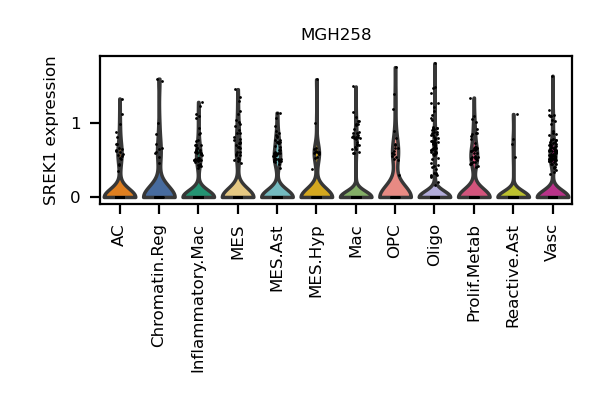 MGH258
SREK1 expression
1
0
AC
Chromatin.Reg
Inflammatory.Mac
MES
MES.Ast
MES.Hyp
Mac
OPC
Oligo
Prolif.Metab
Reactive.Ast
Vasc